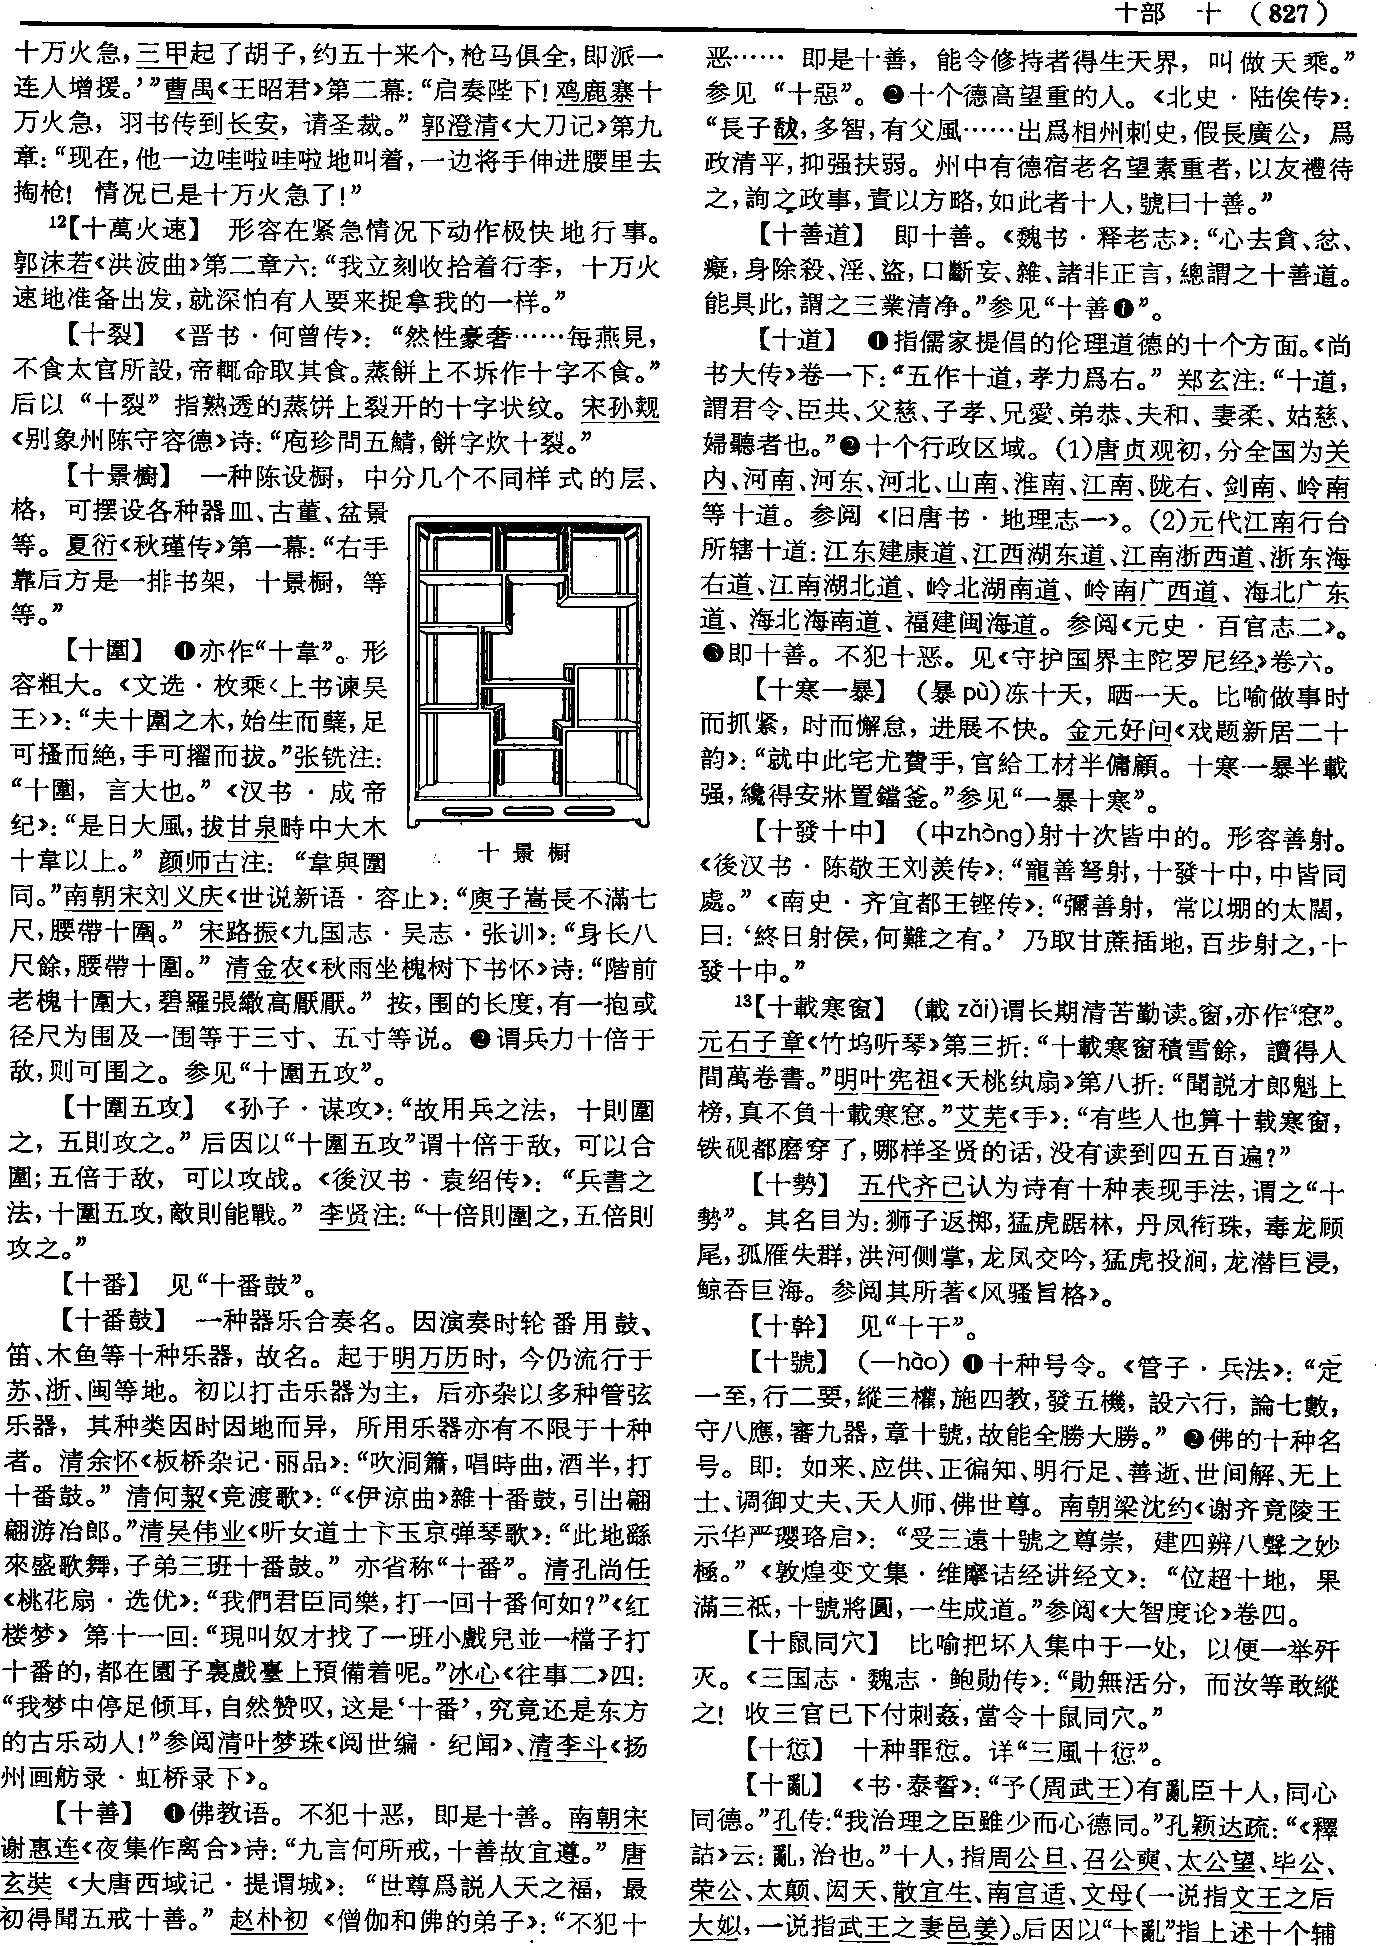 十部 十 (827)
十万火急,三甲起了胡子,约五十来个,枪马俱全,即派一
连人增援。’”曹禺《王昭君》第二幕:“启奏陛下!鸡鹿寨十
万火急,羽书传到长安,请圣裁。”郭澄清《大刀记》第九
章:“现在,他一边哇啦哇啦地叫着,一边将手伸进腰里去
掏枪!情况已是十万火急了!”
12【十萬火速】 形容在紧急情况下动作极快地行事。
郭沫若《洪波曲》第二章六:“我立刻收拾着行李,十万火
速地准备出发,就深怕有人要来捉拿我的一样。”
【十裂】 《晋书·何曾传》:“然性豪奢……每燕見,
不食太官所設,帝輒命取其食。蒸餅上不坼作十字不食。”
后以“十裂”指熟透的蒸饼上裂开的十字状纹。宋孙觌
《别象州陈守容德》诗:“庖珍問五鯖,餅字炊十裂。”
【十景橱】 一种陈设橱,中分几个不同样式的层、
格,可摆设各种器皿、古董、盆景
等。夏衍《秋瑾传》第一幕:“右手
靠后方是一排书架,十景橱,等
等。”
【十圍】 ❶亦作“十韋”。形
容粗大。《文选·枚乘〈上书谏吴
王〉》:“夫十圍之木,始生而蘖,足
可搔而絶,手可擢而拔。”张铣注:
“十圍,言大也。”《汉书·成帝
纪》:“是日大風,拔甘泉畤中大木
十韋以上。”颜师古注:“韋與圍
十景橱
同。”南朝宋刘义庆《世说新语·容止》:“庾子嵩長不滿七
尺,腰帶十圍。”宋路振《九国志·吴志·张训》:“身长八
尺餘,腰帶十圍。”清金农《秋雨坐槐树下书怀》诗:“階前
老槐十圍大,碧羅張繖高厭厭。”按,围的长度,有一抱或
径尺为围及一围等于三寸、五寸等说。❷谓兵力十倍于
敌,则可围之。参见“十圍五攻”。
【十圍五攻】 《孙子·谋攻》:“故用兵之法,十則圍
之,五則攻之。”后因以“十圍五攻”谓十倍于敌,可以合
圍;五倍于敌,可以攻战。《後汉书·袁绍传》:“兵書之
法,十圍五攻,敵則能戰。”李贤注:“十倍則圍之,五倍則
攻之。”
【十番】 见“十番鼓”。
【十番鼓】 一种器乐合奏名。因演奏时轮番用鼓、
笛、木鱼等十种乐器,故名。起于明万历时,今仍流行于
苏、浙、闽等地。初以打击乐器为主,后亦杂以多种管弦
乐器,其种类因时因地而异,所用乐器亦有不限于十种
者。清余怀《板桥杂记·丽品》:“吹洞簫,唱時曲,酒半,打
十番鼓。”清何絜《竞渡歌》:“《伊涼曲》雜十番鼓,引出翩
翩游冶郎。”清吴伟业《听女道士卞玉京弹琴歌》:“此地繇
來盛歌舞,子弟三班十番鼓。”亦省称“十番”。清孔尚任
《桃花扇·选优》:“我們君臣同樂,打一回十番何如?”《红
楼梦》第十一回:“現叫奴才找了一班小戲兒並一檔子打
十番的,都在園子裏戲臺上預備着呢。”冰心《往事二》四:
“我梦中停足倾耳,自然赞叹,这是‘十番’,究竟还是东方
的古乐动人!”参阅清叶梦珠《阅世编·纪闻》、清李斗《扬
州画舫录·虹桥录下》。
【十善】 ❶佛教语。不犯十恶,即是十善。南朝宋
谢惠连《夜集作离合》诗:“九言何所戒,十善故宜遵。”唐
玄奘《大唐西域记·提谓城》:“世尊爲説人天之福,最
初得聞五戒十善。”赵朴初《僧伽和佛的弟子》:“不犯十
恶……即是十善,能令修持者得生天界,叫做天乘。”
参见“十惡”。❷十个德高望重的人。《北史·陆俟传》:
“長子馛,多智,有父風……出爲相州刺史,假長廣公,爲
政清平,抑强扶弱。州中有德宿老名望素重者,以友禮待
之,詢之政事,責以方略,如此者十人,號曰十善。”
【十善道】 即十善。《魏书·释老志》:“心去貪、忿、
癡,身除殺、淫、盜,口斷妄、雜、諸非正言,總謂之十善道。
能具此,謂之三業清净。”参见“十善❶”。
【十道】 ❶指儒家提倡的伦理道德的十个方面。《尚
书大传》卷一下:“五作十道,孝力爲右。”郑玄注:“十道,
謂君令、臣共、父慈、子孝、兄愛、弟恭、夫和、妻柔、姑慈、
婦聽者也。”❷十个行政区域。(1)唐贞观初,分全国为关
内、河南、河东、河北、山南、淮南、江南、陇右、剑南、岭南
等十道。参阅《旧唐书·地理志一》。(2)元代江南行台
所辖十道:江东建康道、江西湖东道、江南浙西道、浙东海
右道、江南湖北道、岭北湖南道、岭南广西道、海北广东
道、海北海南道、福建闽海道。参阅《元史·百官志二》。
❸即十善。不犯十恶。见《守护国界主陀罗尼经》卷六。
【十寒一暴】 (暴 pù)冻十天,晒一天。比喻做事时
而抓紧,时而懈怠,进展不快。金元好问《戏题新居二十
韵》:“就中此宅尤費手,官給工材半傭顧。十寒一暴半載
强,纔得安牀置鐺釜。”参见“一暴十寒”。
【十發十中】 (中zhòng)射十次皆中的。形容善射。
《後汉书·陈敬王刘羡传》:“寵善弩射,十發十中,中皆同
處。”《南史·齐宜都王铿传》:“彌善射,常以堋的太闊,
曰:‘終日射侯,何難之有。’乃取甘蔗插地,百步射之,十
發十中。”
13【十載寒窗】 (載 zǎi)谓长期清苦勤读。窗,亦作“窓”。
元石子章《竹坞听琴》第三折:“十載寒窗積雪餘,讀得人
間萬卷書。”明叶宪祖《夭桃纨扇》第八折:“聞説才郎魁上
榜,真不負十載寒窓。”艾芜《手》:“有些人也算十载寒窗,
铁砚都磨穿了,哪样圣贤的话,没有读到四五百遍?”
【十勢】 五代齐己认为诗有十种表现手法,谓之“十
勢”。其名目为:狮子返掷,猛虎踞林,丹凤衔珠,毒龙顾
尾,孤雁失群,洪河侧掌,龙凤交吟,猛虎投涧,龙潜巨浸,
鲸吞巨海。参阅其所著《风骚旨格》。
【十幹】 见“十干”。
【十號】 (一hào)❶十种号令。《管子·兵法》:“定
一至,行二要,縱三權,施四教,發五機,設六行,論七數,
守八應,審九器,章十號,故能全勝大勝。”❷佛的十种名
号。即:如来、应供、正徧知、明行足、善逝、世间解、无上
士、调御丈夫、天人师、佛世尊。南朝梁沈约《谢齐竟陵王
示华严璎珞启》:“受三遠十號之尊崇,建四辨八聲之妙
極。”《敦煌变文集·维摩诘经讲经文》:“位超十地,果
滿三祇,十號將圓,一生成道。”参阅《大智度论》卷四。
【十鼠同穴】 比喻把坏人集中于一处,以便一举歼
灭。《三国志·魏志·鲍勋传》:“勛無活分,而汝等敢縱
之!收三官已下付刺姦,當令十鼠同穴。”
【十愆】 十种罪愆。详“三風十愆”。
【十亂】 《书·泰誓》:“予(周武王)有亂臣十人,同心
同德。”孔传:“我治理之臣雖少而心德同。”孔颖达疏:“《釋
詁》云:亂,治也。”十人,指周公旦、召公奭、太公望、毕公、
荣公、太颠、闳夭、散宜生、南宫适、文母(一说指文王之后
大姒,一说指武王之妻邑姜)。后因以“十亂”指上述十个辅